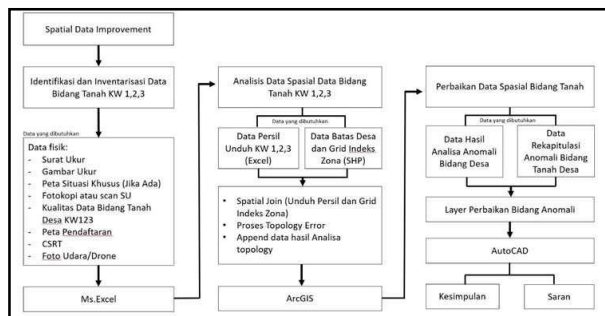 Spatial Data Improvement
Identifikasi dan Inventarisasi Data
Bidang Tanah KW 1,2,3
Data yang dibutuhkan
Data fisik:
- Surat Ukur
- Gambar Ukur
- Peta Situasi Khusus (Jika Ada)
- Fotokopi atau scan SU
- Kualitas Data Bidang Tanah
Desa KW123
- Peta Pendaftaran
- CSRT
- Foto Udara/Drone
Ms.Excel
Analisis Data Spasial Data Bidang
Tanah KW 1,2,3
Data yang dibutuhkan
Data Persil
Unduh KW 1,2,3
(Excel)
Data Batas Desa
dan Grid Indeks
Zona (SHP)
• Spatial Join (Unduh Persil dan Grid
Indeks Zona)
• Proses Topology Error
• Append data hasil Analisa
topology
ArcGIS
Perbaikan Data Spasial Bidang Tanah
Data yang dibutuhkan
Data Hasil
Analisa Anomali
Bidang Desa
Data
Rekapitulasi
Anomali Bidang
Tanah Desa
Layer Perbaikan Bidang Anomali
AutoCAD
Kesimpulan
Saran